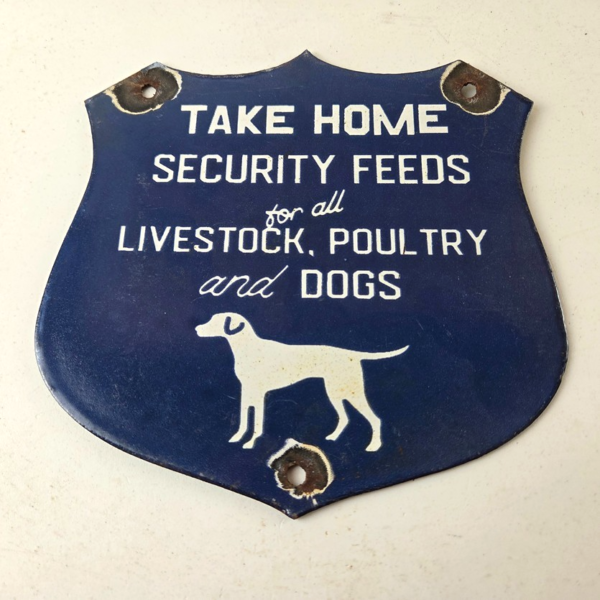 TAKE HOME
SECURITY FEEDS
for all
LIVESTOCK, POULTRY
and DOGS